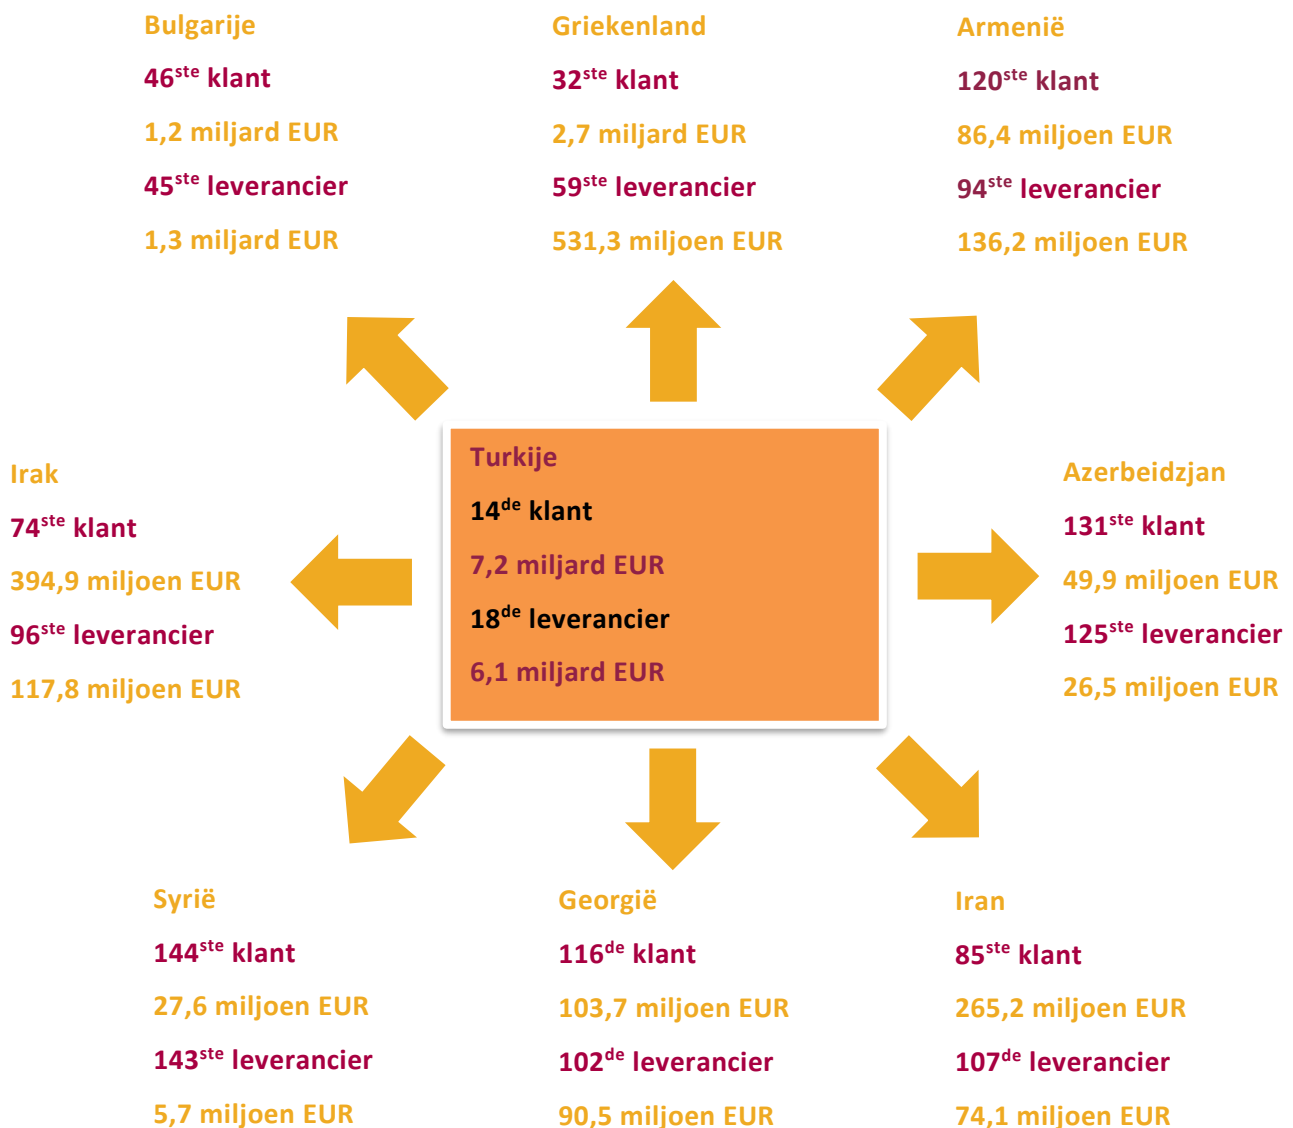 Bulgarije
46ste klant
1,2 miljard EUR
45ste leverancier
1,3 miljard EUR
Griekenland
32ste klant
2,7 miljard EUR
59ste leverancier
531,3 miljoen EUR
Armenië
120ste klant
86,4 miljoen EUR
94ste leverancier
136,2 miljoen EUR
Irak
74ste klant
394,9 miljoen EUR
96ste leverancier
117,8 miljoen EUR
Turkije
14de klant
7,2 miljard EUR
18de leverancier
6,1 miljard EUR
Azerbeidzjan
131ste klant
49,9 miljoen EUR
125ste leverancier
26,5 miljoen EUR
Syrië
144ste klant
27,6 miljoen EUR
143ste leverancier
5,7 miljoen EUR
Georgië
116de klant
103,7 miljoen EUR
102de leverancier
90,5 miljoen EUR
Iran
85ste klant
265,2 miljoen EUR
107de leverancier
74,1 miljoen EUR